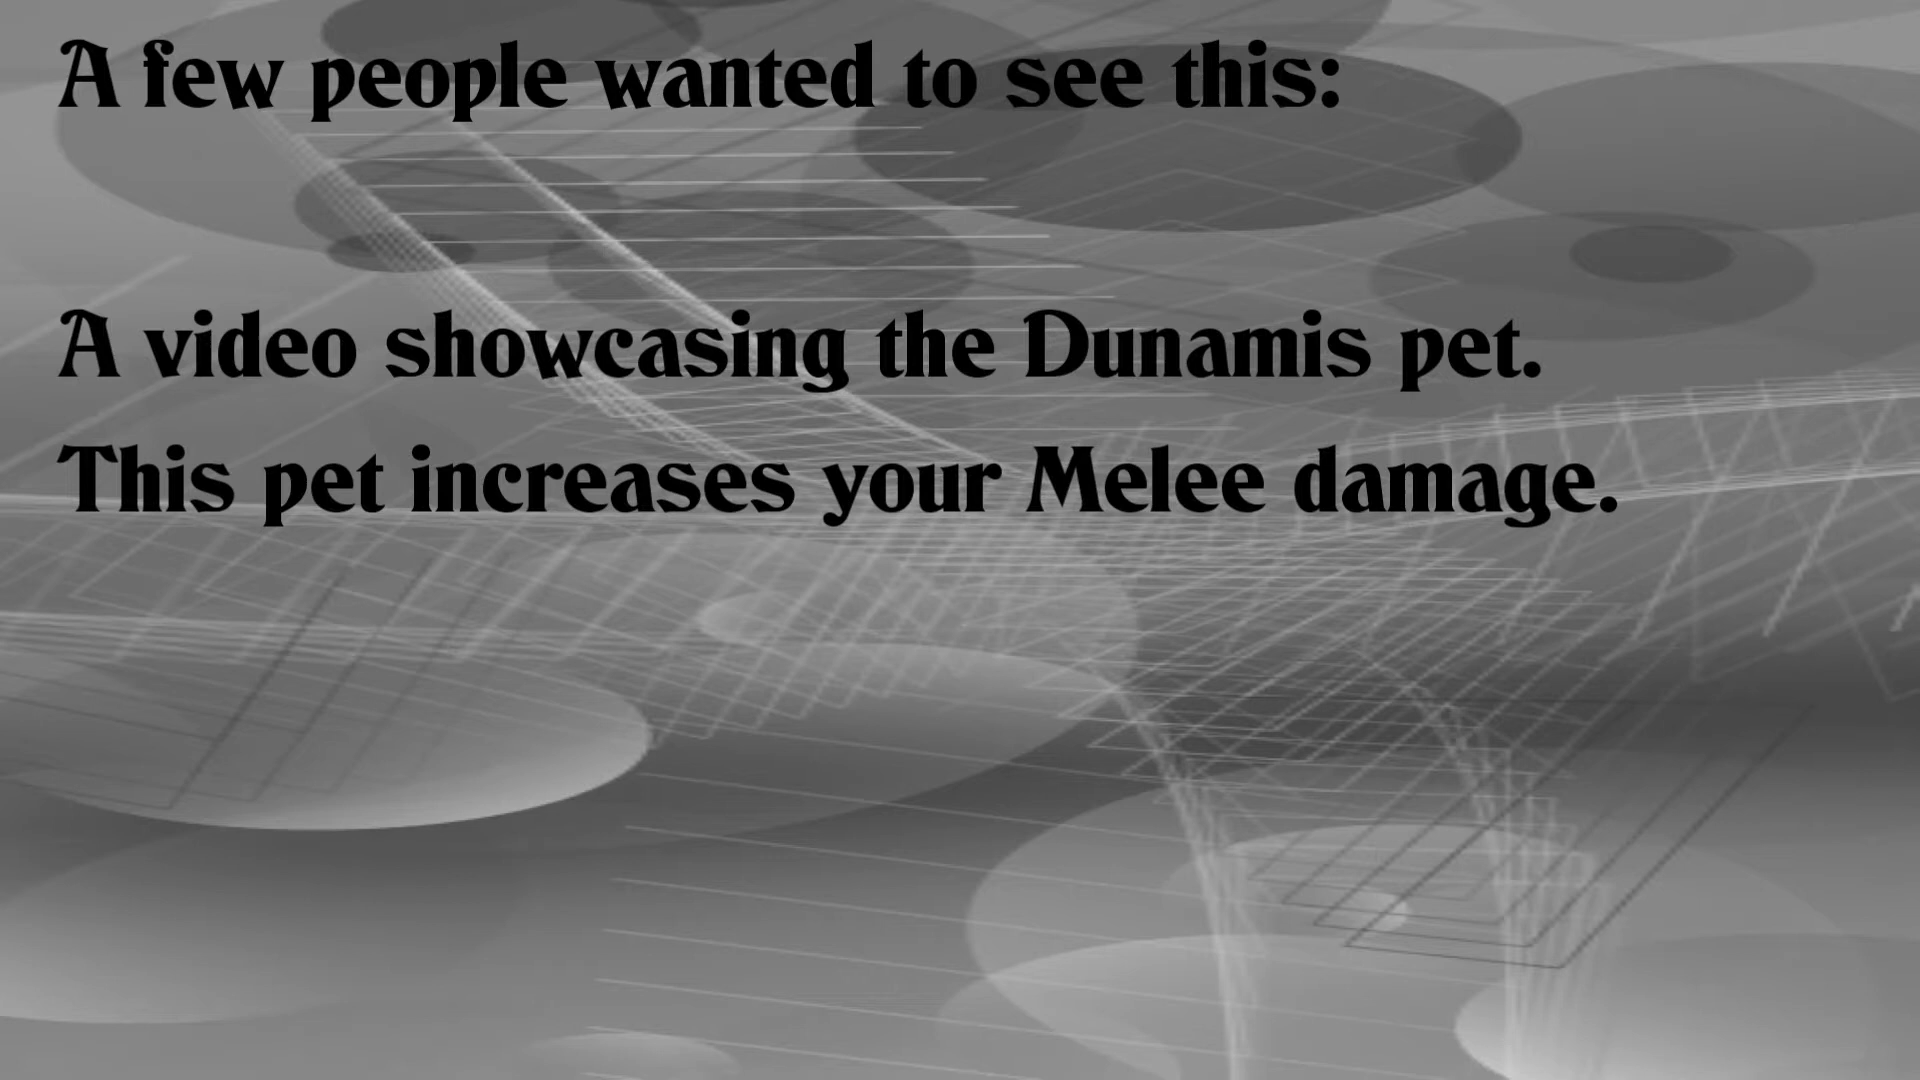 A few people wanted to see this:
A video showcasing the Dunamis pet.
This pet increases your Melee damage.